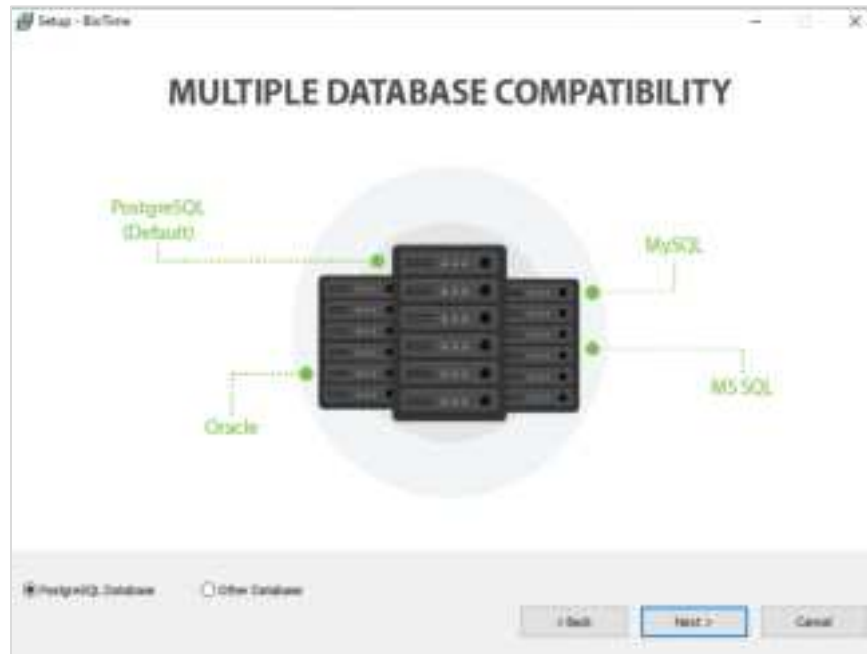 Setup - BioTime
MULTIPLE DATABASE COMPATIBILITY
PostgreSQL
(Default)
MySQL
MS SQL
Oracle
PostgreSQL Database
Other Database
< Back
Next >
Cancel